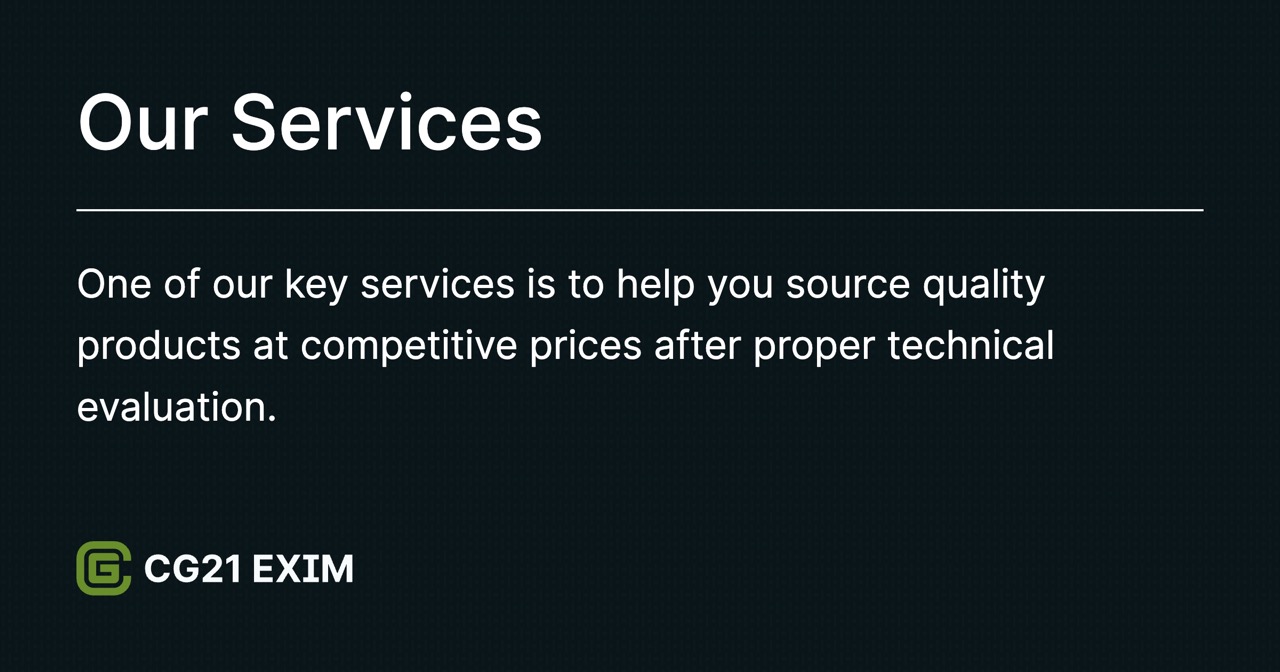 Our Services
One of our key services is to help you source quality
products at competitive prices after proper technical
evaluation.
CG21 EXIM